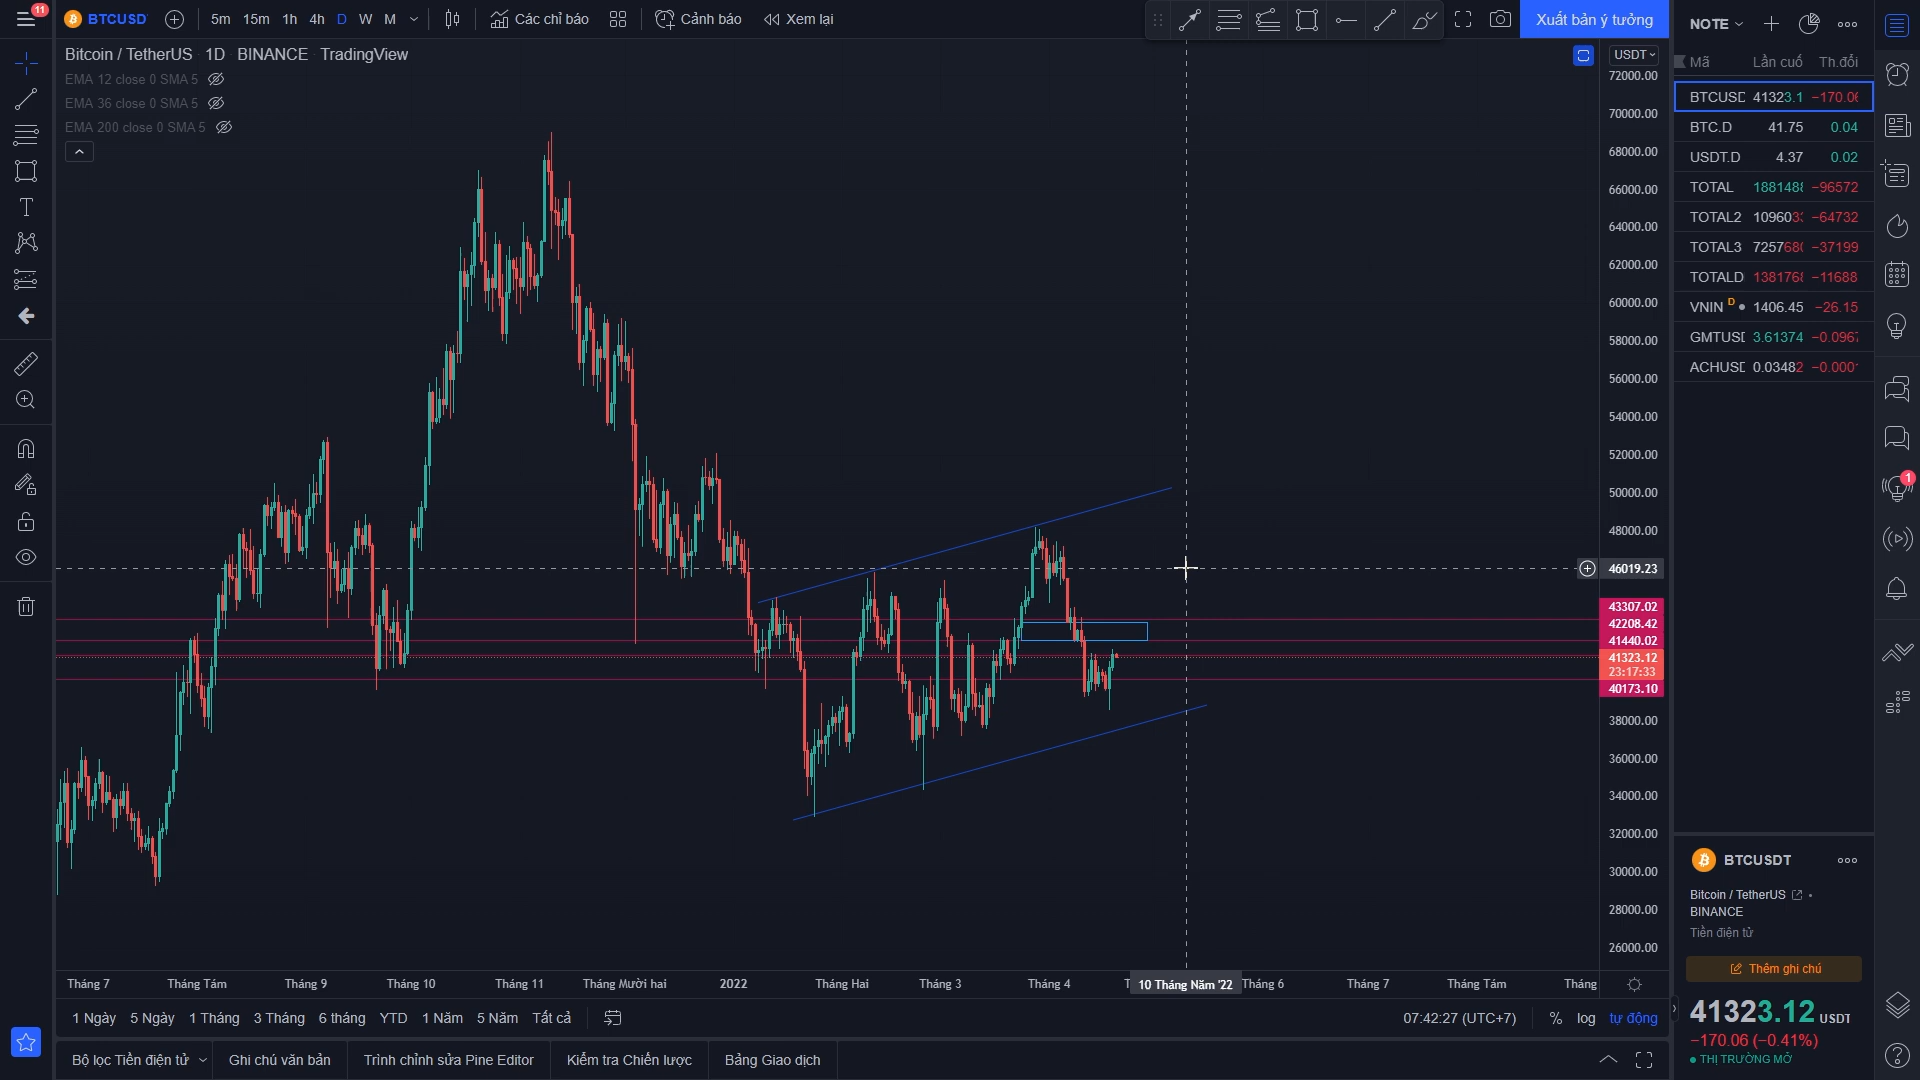 11
BTCUSD
5m 15m 1h 4h D W M
Các chỉ báo
Cảnh báo
Xem lại
Xuất bản ý tưởng
NOTE
Bitcoin / TetherUS 1D BINANCE TradingView
EMA 12 close 0 SMA 5
EMA 36 close 0 SMA 5
EMA 200 close 0 SMA 5
USDT
72000.00
70000.00
68000.00
66000.00
64000.00
62000.00
60000.00
58000.00
56000.00
54000.00
52000.00
50000.00
48000.00
46019.23
43307.02
42208.42
41440.02
41323.12
23:17:33
40173.10
38000.00
36000.00
34000.00
32000.00
30000.00
28000.00
26000.00
Mã Lần cuố Th.đổi
BTCUSD 41323.1 −170.06
BTC.D 41.75 0.04
USDT.D 4.37 0.02
TOTAL 1881488 −96572
TOTAL2 1096033 −64732
TOTAL3 7257680 −37199
TOTALD 1381768 −11688
VNIN D 1406.45 −26.15
GMTUSD 3.61374 −0.0967
ACHUSD 0.03482 −0.000
1
Tháng 7 Tháng Tám Tháng 9 Tháng 10 Tháng 11 Tháng Mười hai 2022 Tháng Hai Tháng 3 Tháng 4 T 10 Tháng Năm '22 Tháng 6 Tháng 7 Tháng Tám Tháng
1 Ngày 5 Ngày 1 Tháng 3 Tháng 6 tháng YTD 1 Năm 5 Năm Tất cả
07:42:27 (UTC+7) % log tự động
Bộ lọc Tiền điện tử Ghi chú văn bản Trình chỉnh sửa Pine Editor Kiểm tra Chiến lược Bảng Giao dịch
BTCUSDT
Bitcoin / TetherUS
BINANCE
Tiền điện tử
Thêm ghi chú
41323.12 USDT
−170.06 (−0.41%)
THỊ TRƯỜNG MỞ